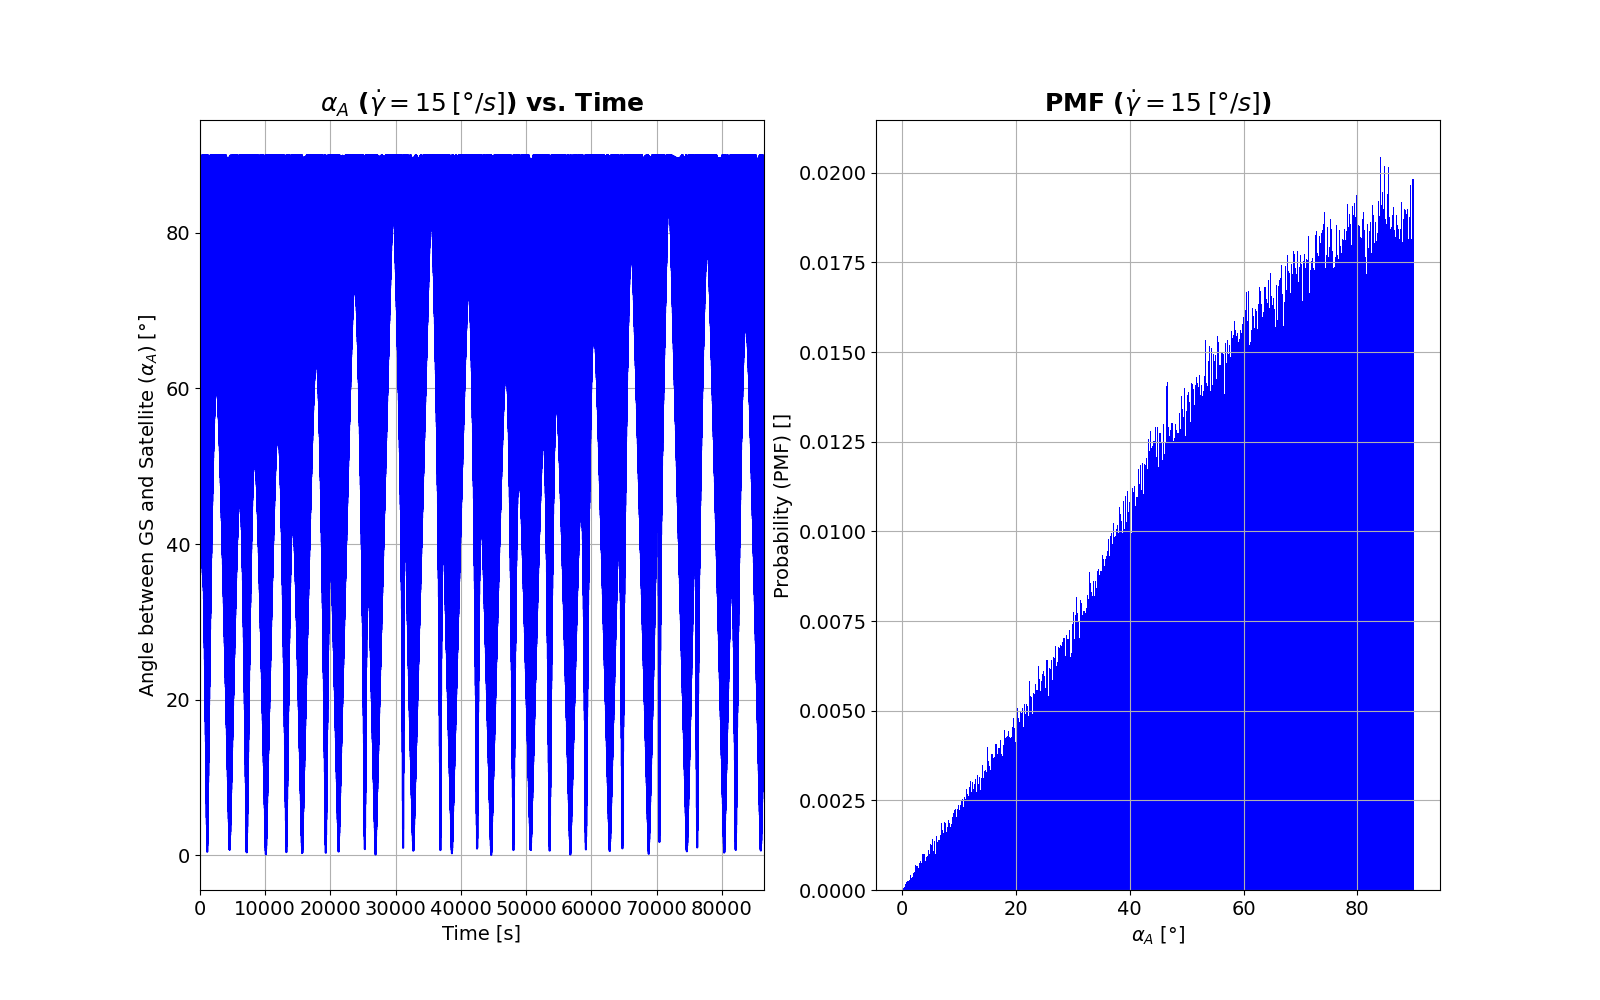 α_A (γ̇ = 15 [°/s]) vs. Time
Angle between GS and Satellite (α_A) [°]
80
60
40
20
0
0 10000 20000 30000 40000 50000 60000 70000 80000
Time [s]
PMF (γ̇ = 15 [°/s])
Probability (PMF) []
0.0200
0.0175
0.0150
0.0125
0.0100
0.0075
0.0050
0.0025
0.0000
0 20 40 60 80
α_A [°]